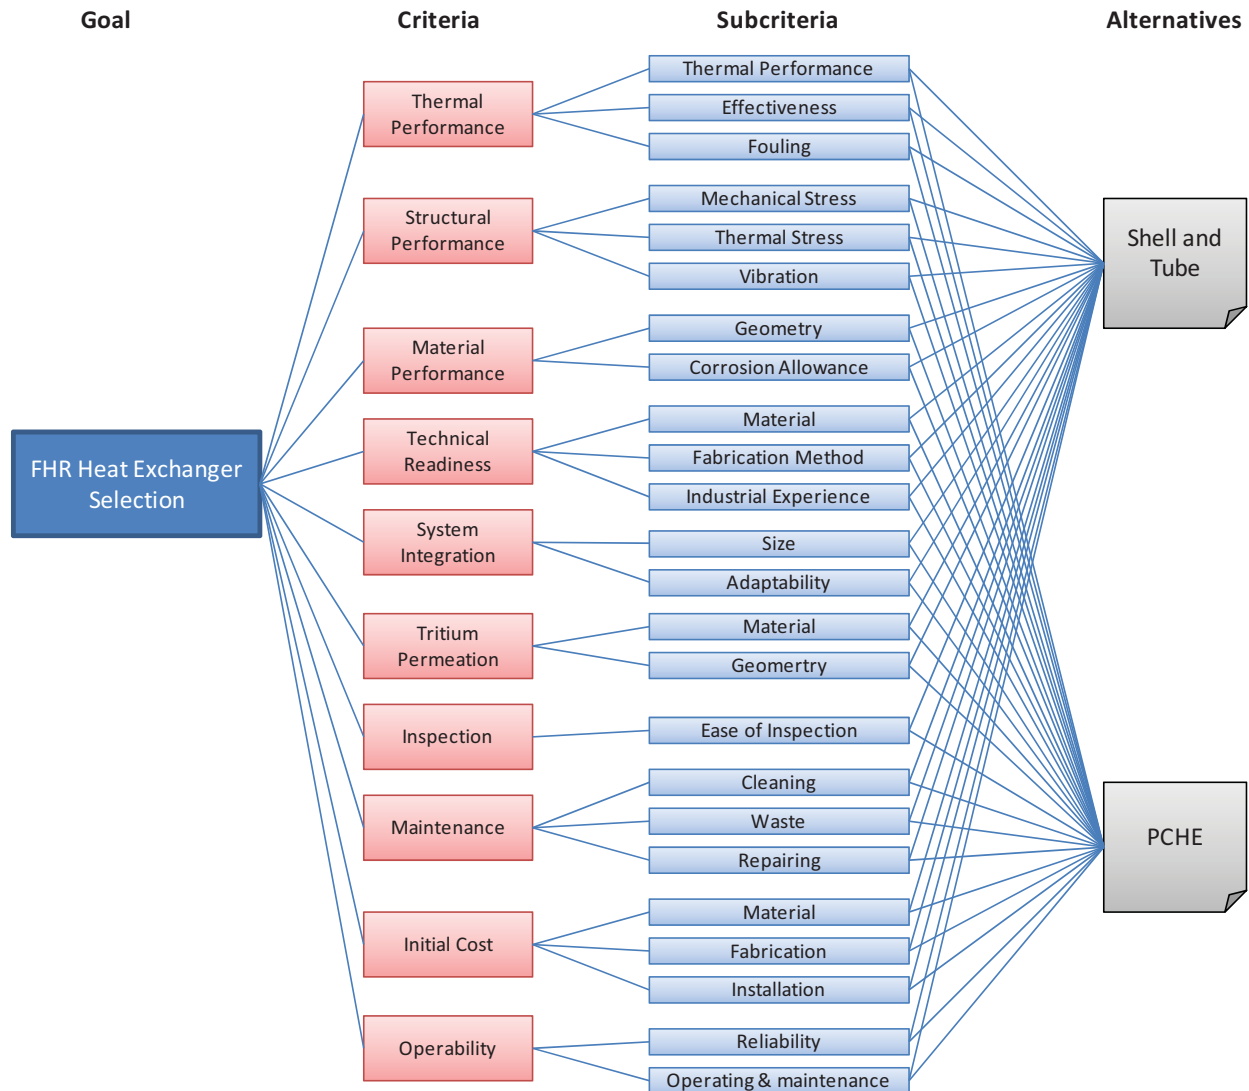 Goal
Criteria
Subcriteria
Alternatives
FHR Heat Exchanger
Selection
Thermal
Performance
Structural
Performance
Material
Performance
Technical
Readiness
System
Integration
Tritium
Permeation
Inspection
Maintenance
Initial Cost
Operability
Thermal Performance
Effectiveness
Fouling
Mechanical Stress
Thermal Stress
Vibration
Geometry
Corrosion Allowance
Material
Fabrication Method
Industrial Experience
Size
Adaptability
Material
Geomertry
Ease of Inspection
Cleaning
Waste
Repairing
Material
Fabrication
Installation
Reliability
Operating & maintenance
Shell and
Tube
PCHE